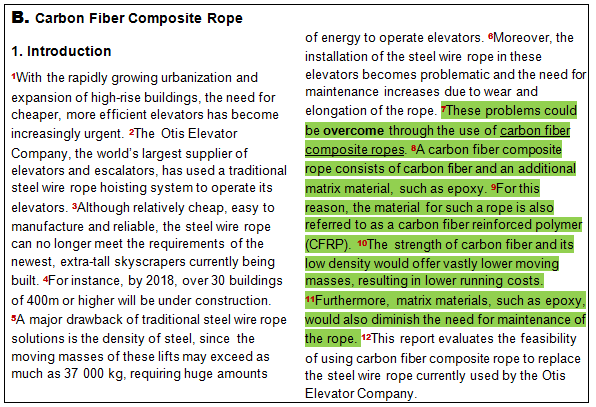 B. Carbon Fiber Composite Rope
1. Introduction
1With the rapidly growing urbanization and
expansion of high-rise buildings, the need for
cheaper, more efficient elevators has become
increasingly urgent. 2The Otis Elevator
Company, the world's largest supplier of
elevators and escalators, has used a traditional
steel wire rope hoisting system to operate its
elevators. 3Although relatively cheap, easy to
manufacture and reliable, the steel wire rope
can no longer meet the requirements of the
newest, extra-tall skyscrapers currently being
built. 4For instance, by 2018, over 30 buildings
of 400m or higher will be under construction.
5A major drawback of traditional steel wire rope
solutions is the density of steel, since the
moving masses of these lifts may exceed as
much as 37 000 kg, requiring huge amounts
of energy to operate elevators. 6Moreover, the
installation of the steel wire rope in these
elevators becomes problematic and the need for
maintenance increases due to wear and
elongation of the rope. 7These problems could
be overcome through the use of carbon fiber
composite ropes. 8A carbon fiber composite
rope consists of carbon fiber and an additional
matrix material, such as epoxy. 9For this
reason, the material for such a rope is also
referred to as a carbon fiber reinforced polymer
(CFRP). 10The strength of carbon fiber and its
low density would offer vastly lower moving
masses, resulting in lower running costs.
11Furthermore, matrix materials, such as epoxy,
would also diminish the need for maintenance of
the rope. 12This report evaluates the feasibility
of using carbon fiber composite rope to replace
the steel wire rope currently used by the Otis
Elevator Company.